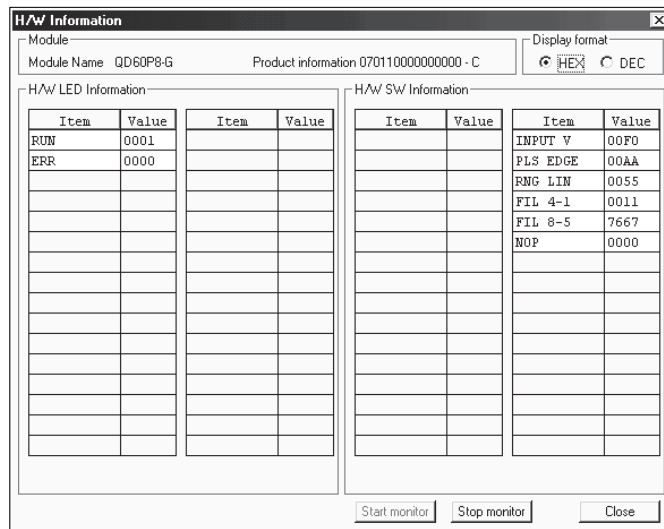 H/W Information
Module
Display format
Module Name QD60P8-G Product information 070110000000000 - C
HEX DEC
H/W LED Information
H/W SW Information
Item Value Item Value Item Value Item Value
RUN 0001 INPUT V 00F0
ERR 0000 PLS EDGE 00AA
RNG LIN 0055
FIL 4-1 0011
FIL 8-5 7667
NOP 0000
Start monitor Stop monitor Close